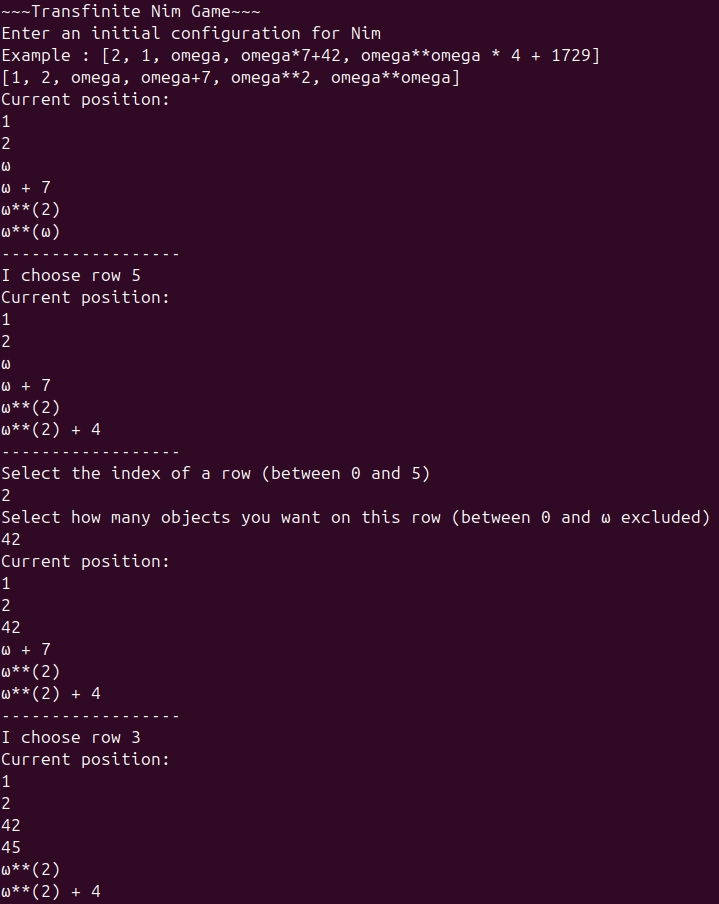 ~~~Transfinite Nim Game~~~
Enter an initial configuration for Nim
Example : [2, 1, omega, omega*7+42, omega**omega * 4 + 1729]
[1, 2, omega, omega+7, omega**2, omega**omega]
Current position:
1
2
ω
ω + 7
ω**(2)
ω**(ω)
------------------
I choose row 5
Current position:
1
2
ω
ω + 7
ω**(2)
ω**(2) + 4
------------------
Select the index of a row (between 0 and 5)
2
Select how many objects you want on this row (between 0 and ω excluded)
42
Current position:
1
2
42
ω + 7
ω**(2)
ω**(2) + 4
------------------
I choose row 3
Current position:
1
2
42
45
ω**(2)
ω**(2) + 4